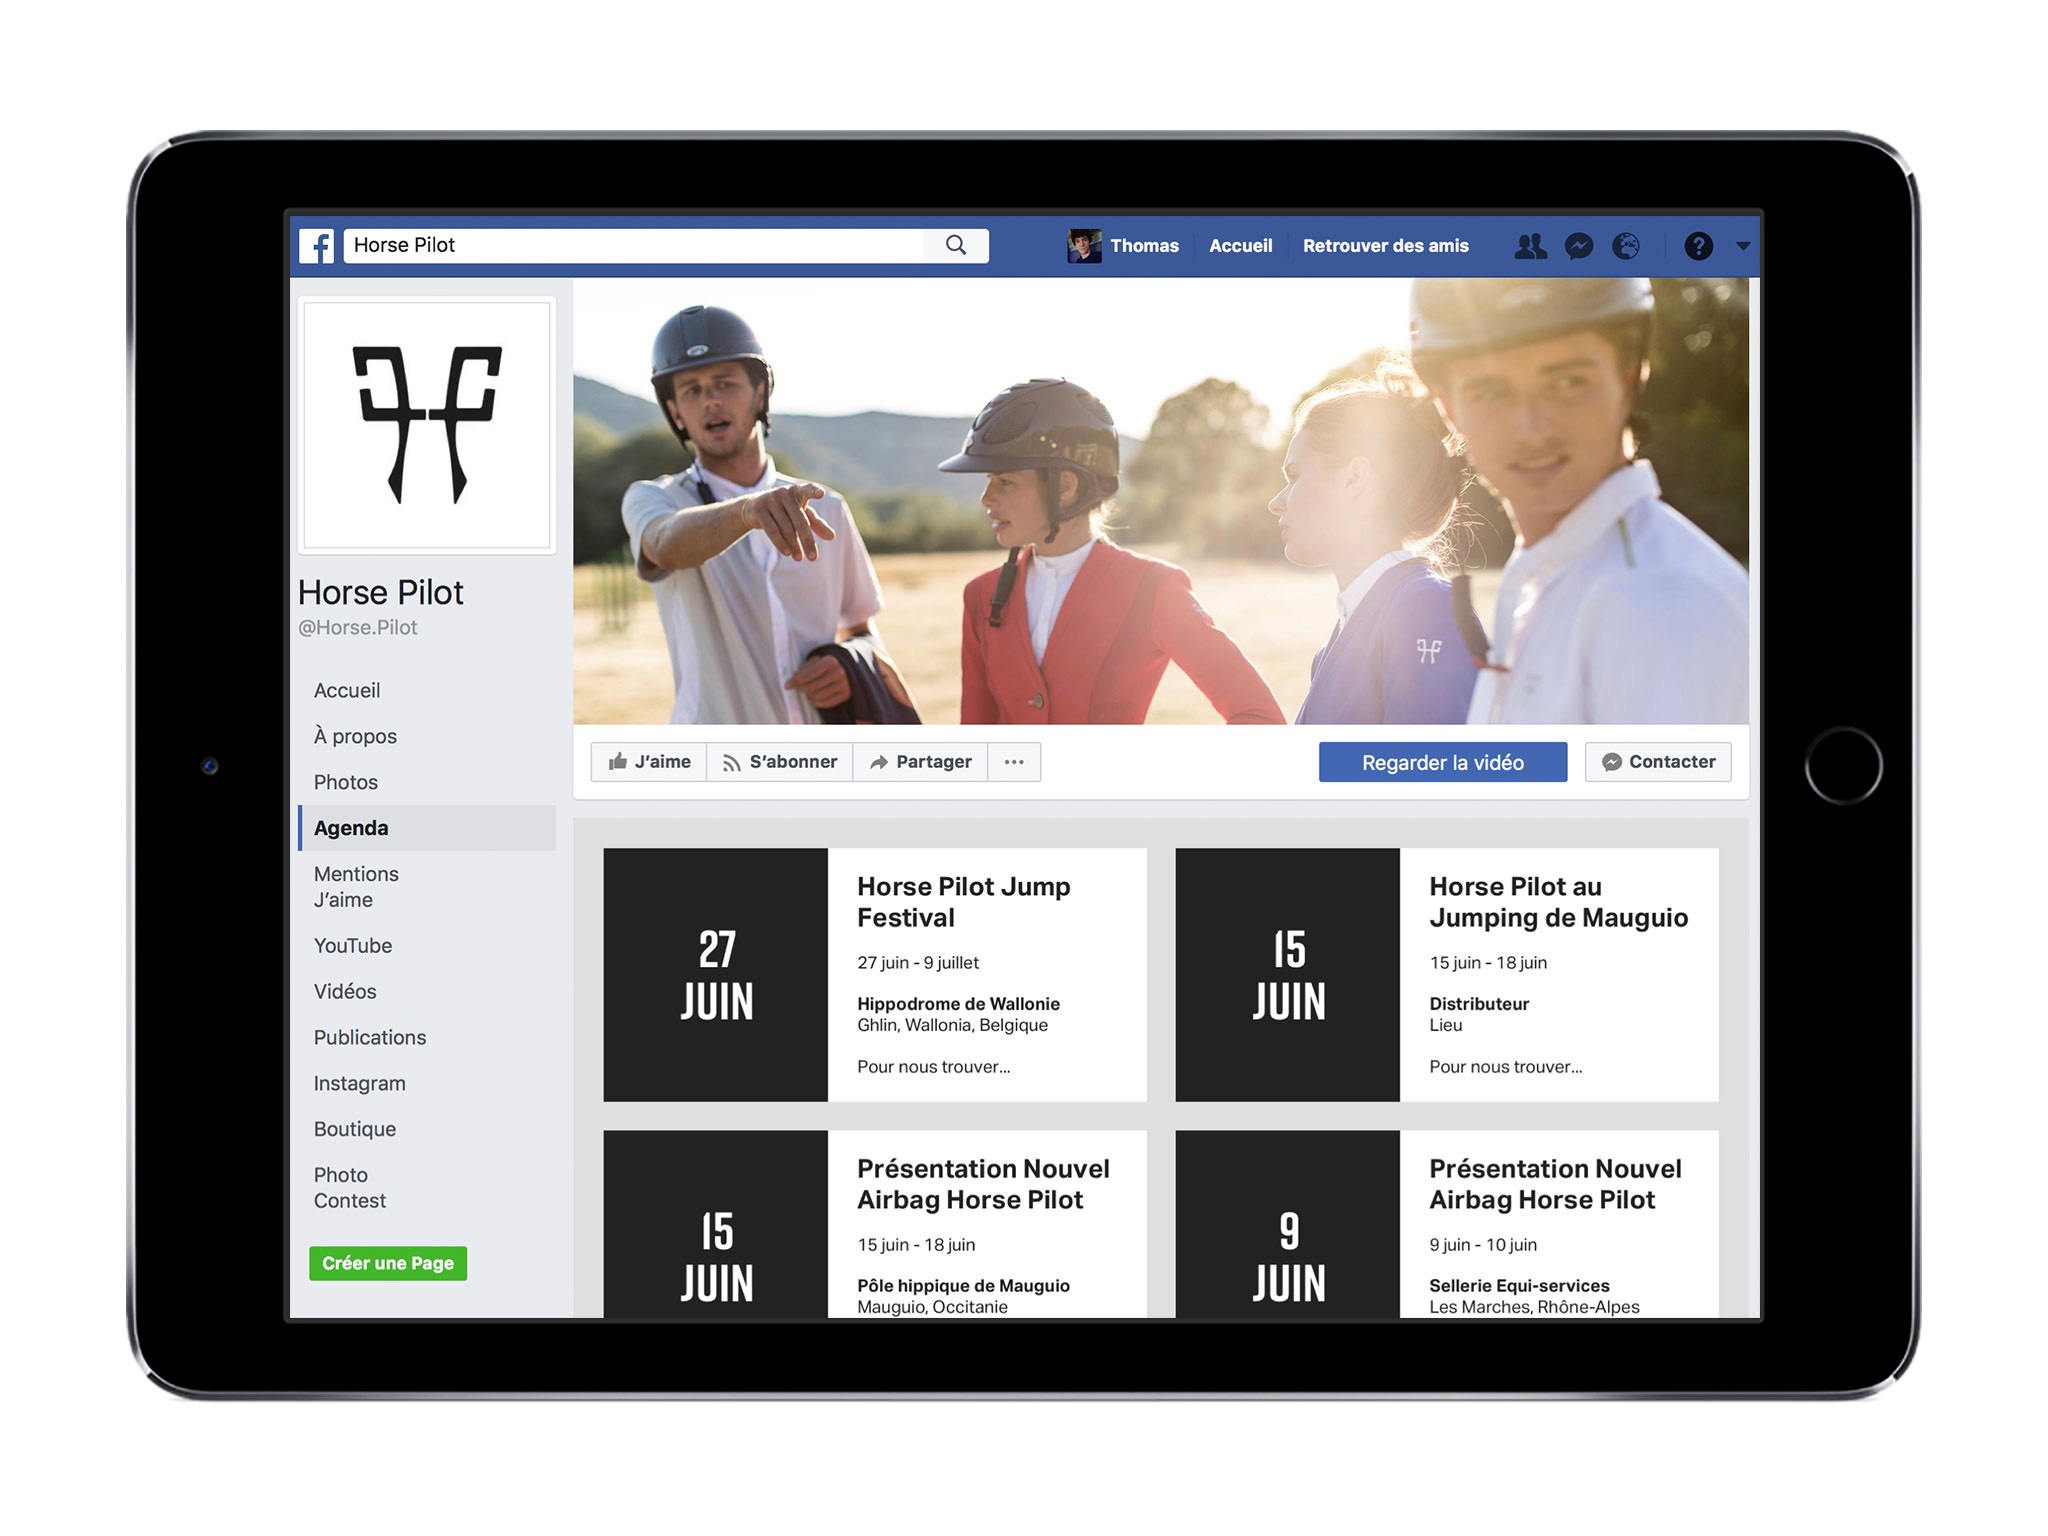 Horse Pilot
Thomas
Accueil
Retrouver des amis
Horse Pilot
@Horse.Pilot
Accueil
À propos
Photos
Agenda
Mentions
J'aime
YouTube
Vidéos
Publications
Instagram
Boutique
Photo
Contest
Créer une Page
J'aime
S'abonner
Partager
Regarder la vidéo
Contacter
27
JUIN
Horse Pilot Jump
Festival
27 juin - 9 juillet
Hippodrome de Wallonie
Ghlin, Wallonia, Belgique
Pour nous trouver...
15
JUIN
Horse Pilot au
Jumping de Mauguio
15 juin - 18 juin
Distributeur
Lieu
Pour nous trouver...
15
JUIN
Présentation Nouvel
Airbag Horse Pilot
15 juin - 18 juin
Pôle hippique de Mauguio
Mauguio, Occitanie
9
JUIN
Présentation Nouvel
Airbag Horse Pilot
9 juin - 10 juin
Sellerie Equi-services
Les Marches, Rhône-Alpes